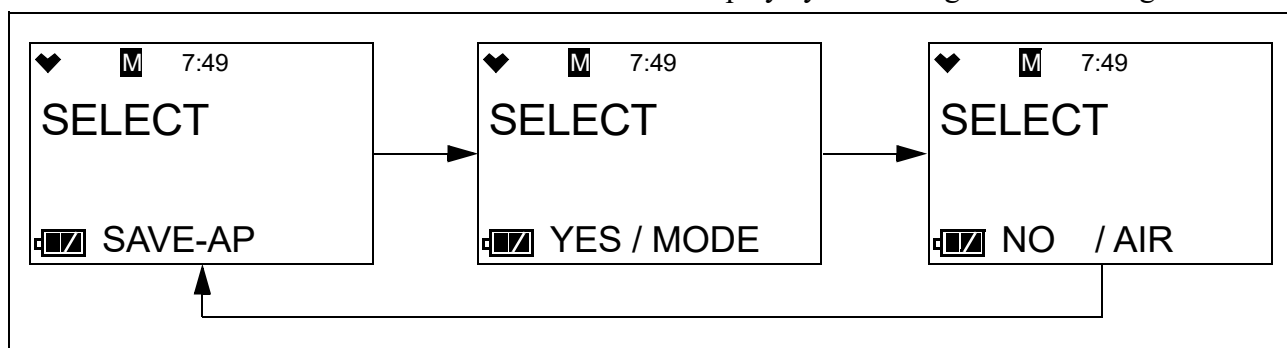 M 7:49
SELECT
SAVE-AP
M 7:49
SELECT
YES / MODE
M 7:49
SELECT
NO / AIR